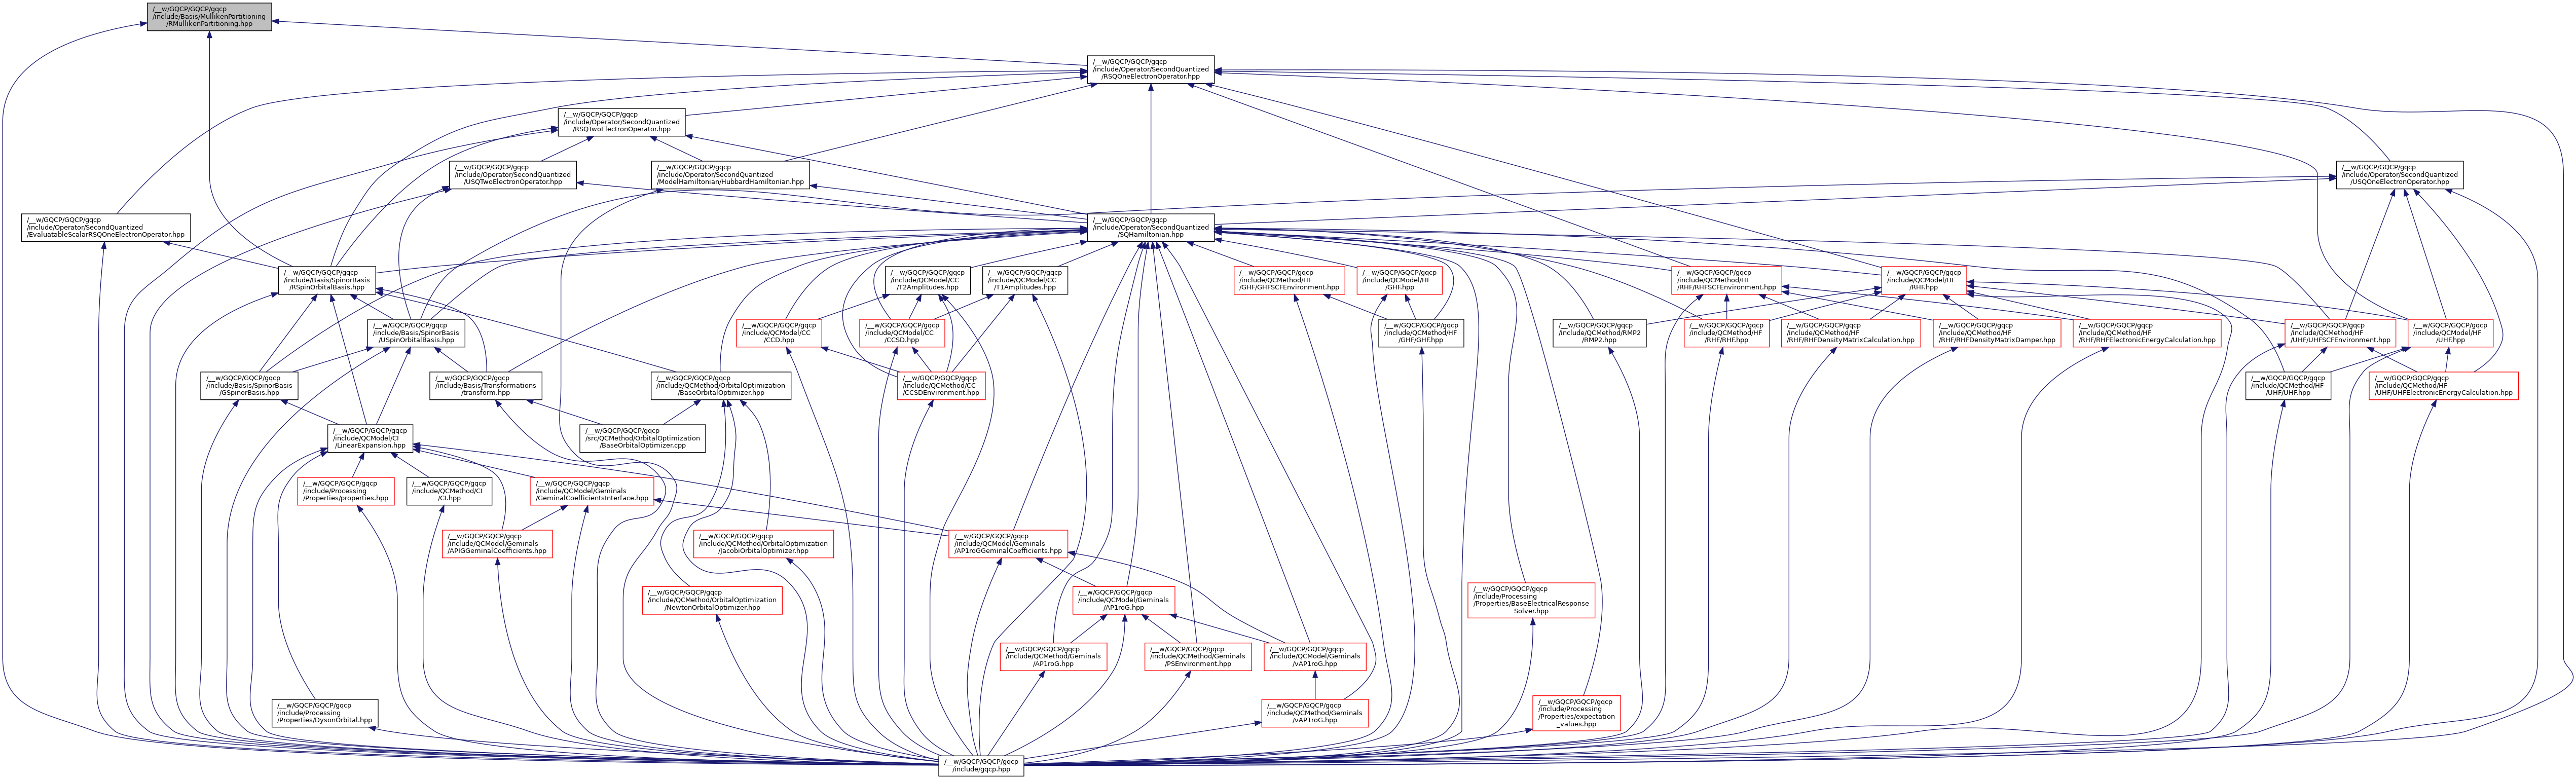 /__w/GQCP/GQCP/gqcp
/include/Basis/MullikenPartitioning
/RMullikenPartitioning.hpp
/__w/GQCP/GQCP/gqcp
/include/Operator/SecondQuantized
/RSQOneElectronOperator.hpp
/__w/GQCP/GQCP/gqcp
/include/Operator/SecondQuantized
/RSQTwoElectronOperator.hpp
/__w/GQCP/GQCP/gqcp
/include/Operator/SecondQuantized
/USQTwoElectronOperator.hpp
/__w/GQCP/GQCP/gqcp
/include/Operator/SecondQuantized
/ModelHamiltonian/HubbardHamiltonian.hpp
/__w/GQCP/GQCP/gqcp
/include/Operator/SecondQuantized
/USQOneElectronOperator.hpp
/__w/GQCP/GQCP/gqcp
/include/Operator/SecondQuantized
/EvaluatableScalarRSQOneElectronOperator.hpp
/__w/GQCP/GQCP/gqcp
/include/Operator/SecondQuantized
/SQHamiltonian.hpp
/__w/GQCP/GQCP/gqcp
/include/Basis/SpinorBasis
/RSpinOrbitalBasis.hpp
/__w/GQCP/GQCP/gqcp
/include/QCModel/CC
/T2Amplitudes.hpp
/__w/GQCP/GQCP/gqcp
/include/QCModel/CC
/T1Amplitudes.hpp
/__w/GQCP/GQCP/gqcp
/include/QCMethod/HF
/GHF/GHFSCFEnvironment.hpp
/__w/GQCP/GQCP/gqcp
/include/QCModel/HF
/GHF.hpp
/__w/GQCP/GQCP/gqcp
/include/QCMethod/HF
/RHF/RHFSCFEnvironment.hpp
/__w/GQCP/GQCP/gqcp
/include/QCModel/HF
/RHF.hpp
/__w/GQCP/GQCP/gqcp
/include/Basis/SpinorBasis
/USpinOrbitalBasis.hpp
/__w/GQCP/GQCP/gqcp
/include/QCModel/CC
/CCD.hpp
/__w/GQCP/GQCP/gqcp
/include/QCModel/CC
/CCSD.hpp
/__w/GQCP/GQCP/gqcp
/include/QCMethod/HF
/GHF/GHF.hpp
/__w/GQCP/GQCP/gqcp
/include/QCMethod/RMP2
/RMP2.hpp
/__w/GQCP/GQCP/gqcp
/include/QCMethod/HF
/RHF/RHF.hpp
/__w/GQCP/GQCP/gqcp
/include/QCMethod/HF
/RHF/RHFDensityMatrixCalculation.hpp
/__w/GQCP/GQCP/gqcp
/include/QCMethod/HF
/RHF/RHFDensityMatrixDamper.hpp
/__w/GQCP/GQCP/gqcp
/include/QCMethod/HF
/RHF/RHFElectronicEnergyCalculation.hpp
/__w/GQCP/GQCP/gqcp
/include/QCMethod/HF
/UHF/UHFSCFEnvironment.hpp
/__w/GQCP/GQCP/gqcp
/include/QCModel/HF
/UHF.hpp
/__w/GQCP/GQCP/gqcp
/include/Basis/SpinorBasis
/GSpinorBasis.hpp
/__w/GQCP/GQCP/gqcp
/include/Basis/Transformations
/transform.hpp
/__w/GQCP/GQCP/gqcp
/include/QCMethod/OrbitalOptimization
/BaseOrbitalOptimizer.hpp
/__w/GQCP/GQCP/gqcp
/include/QCMethod/CC
/CCSDEnvironment.hpp
/__w/GQCP/GQCP/gqcp
/include/QCMethod/HF
/UHF/UHF.hpp
/__w/GQCP/GQCP/gqcp
/include/QCMethod/HF
/UHF/UHFElectronicEnergyCalculation.hpp
/__w/GQCP/GQCP/gqcp
/include/QCModel/CI
/LinearExpansion.hpp
/__w/GQCP/GQCP/gqcp
/src/QCMethod/OrbitalOptimization
/BaseOrbitalOptimizer.cpp
/__w/GQCP/GQCP/gqcp
/include/Processing
/Properties/properties.hpp
/__w/GQCP/GQCP/gqcp
/include/QCMethod/CI
/CI.hpp
/__w/GQCP/GQCP/gqcp
/include/QCModel/Geminals
/GeminalCoefficientsInterface.hpp
/__w/GQCP/GQCP/gqcp
/include/QCModel/Geminals
/APIGGeminalCoefficients.hpp
/__w/GQCP/GQCP/gqcp
/include/QCMethod/OrbitalOptimization
/JacobiOrbitalOptimizer.hpp
/__w/GQCP/GQCP/gqcp
/include/QCModel/Geminals
/AP1roGGeminalCoefficients.hpp
/__w/GQCP/GQCP/gqcp
/include/QCMethod/OrbitalOptimization
/NewtonOrbitalOptimizer.hpp
/__w/GQCP/GQCP/gqcp
/include/QCModel/Geminals
/AP1roG.hpp
/__w/GQCP/GQCP/gqcp
/include/Processing
/Properties/BaseElectricalResponse
Solver.hpp
/__w/GQCP/GQCP/gqcp
/include/QCMethod/Geminals
/AP1roG.hpp
/__w/GQCP/GQCP/gqcp
/include/QCMethod/Geminals
/PSEnvironment.hpp
/__w/GQCP/GQCP/gqcp
/include/QCModel/Geminals
/vAP1roG.hpp
/__w/GQCP/GQCP/gqcp
/include/Processing
/Properties/DysonOrbital.hpp
/__w/GQCP/GQCP/gqcp
/include/QCMethod/Geminals
/vAP1roG.hpp
/__w/GQCP/GQCP/gqcp
/include/Processing
/Properties/expectation
_values.hpp
/__w/GQCP/GQCP/gqcp
/include/gqcp.hpp